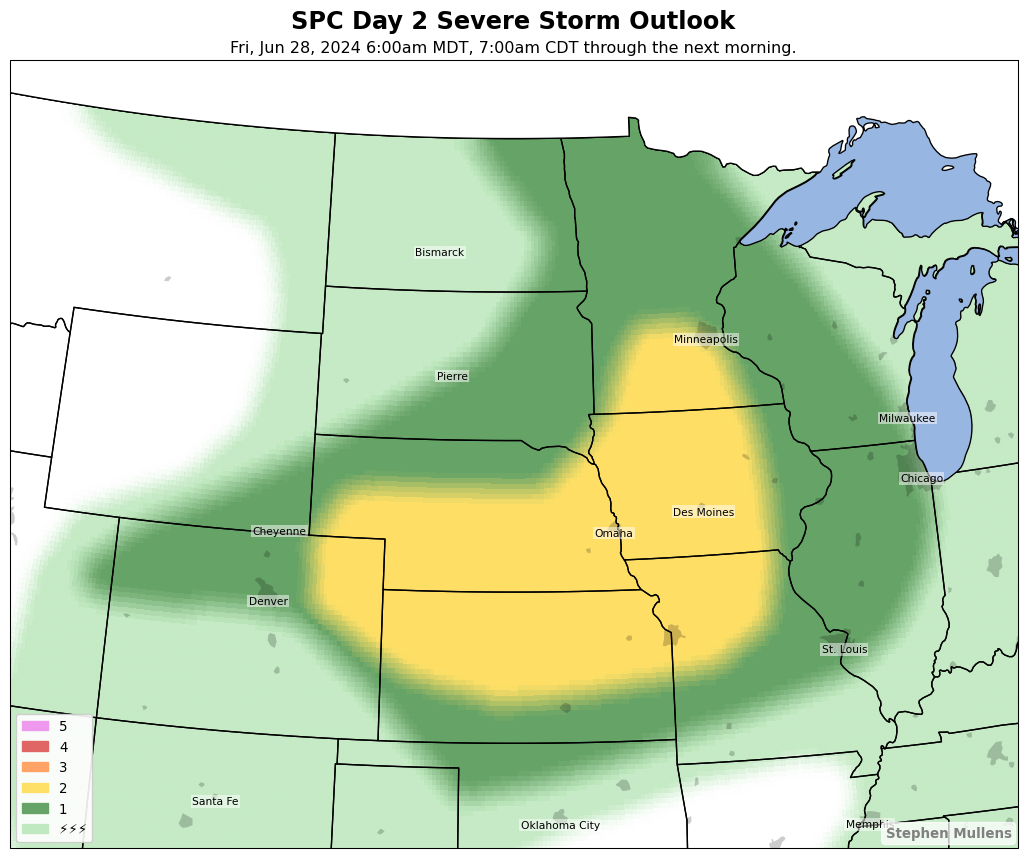 SPC Day 2 Severe Storm Outlook
Fri, Jun 28, 2024 6:00am MDT, 7:00am CDT through the next morning.
Bismarck
Minneapolis
Pierre
Milwaukee
Chicago
Des Moines
Cheyenne
Omaha
Denver
St. Louis
5
4
3
2
1
⚡⚡⚡
Santa Fe
Oklahoma City
Memphis
Stephen Mullens